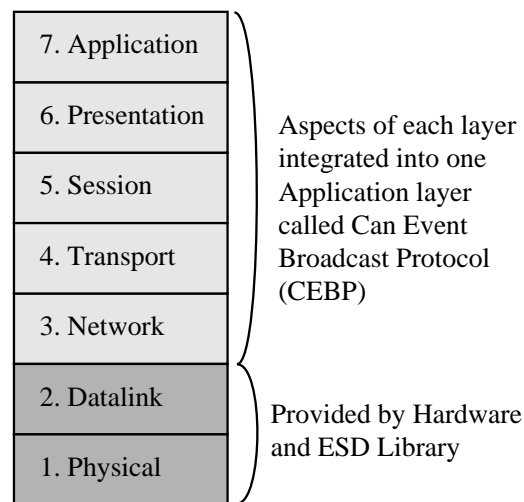 7. Application
6. Presentation
5. Session
4. Transport
3. Network
2. Datalink
1. Physical
Aspects of each layer
integrated into one
Application layer
called Can Event
Broadcast Protocol
(CEBP)
Provided by Hardware
and ESD Library